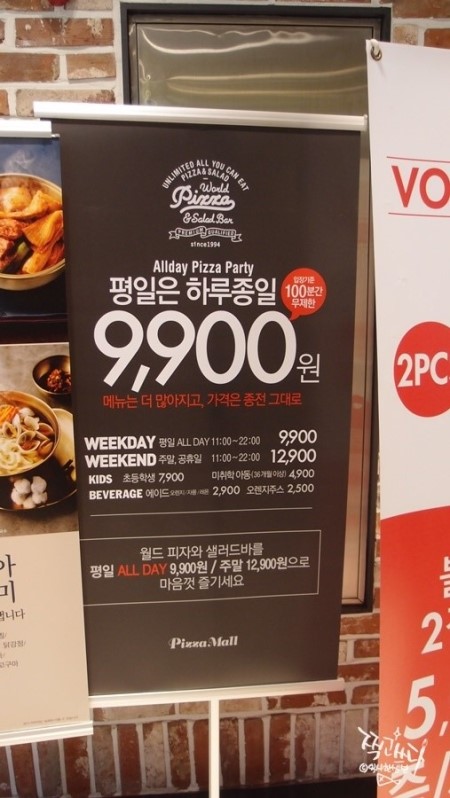 UNLIMITED ALL YOU CAN EAT
PIZZA & SALAD
World
Pizza
& Salad Bar
PREMIUM QUALIFIED
since1994
Allday Pizza Party
평일은 하루종일
입장기준
100분간
무제한
9,900원
메뉴는 더 많아지고, 가격은 종전 그대로
WEEKDAY 평일 ALL DAY 11:00~22:00 9,900
WEEKEND 주말, 공휴일 11:00~22:00 12,900
KIDS 초등학생 7,900 미취학 아동(36개월이상) 4,900
BEVERAGE 에이드 2,900 오렌지주스 2,500
월드 피자와 샐러드바를
평일 ALL DAY 9,900원 / 주말 12,900원으로
마음껏 즐기세요
Pizza Mall
아
미
VO
2PC
2
5,